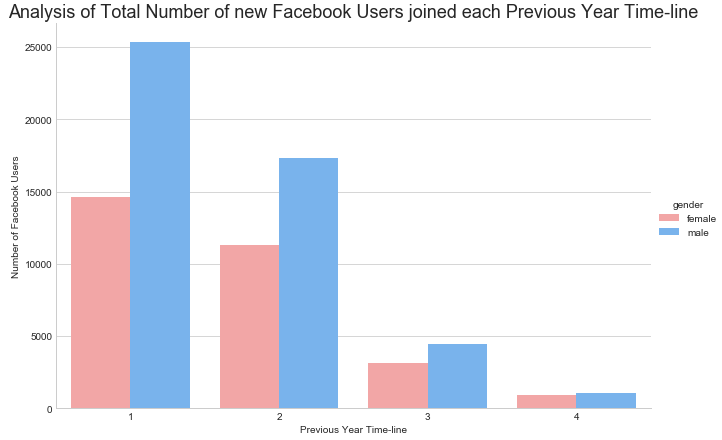 Analysis of Total Number of new Facebook Users joined each Previous Year Time-line
25000
20000
15000
10000
5000
0
Number of Facebook Users
1
2
3
4
Previous Year Time-line
gender
female
male